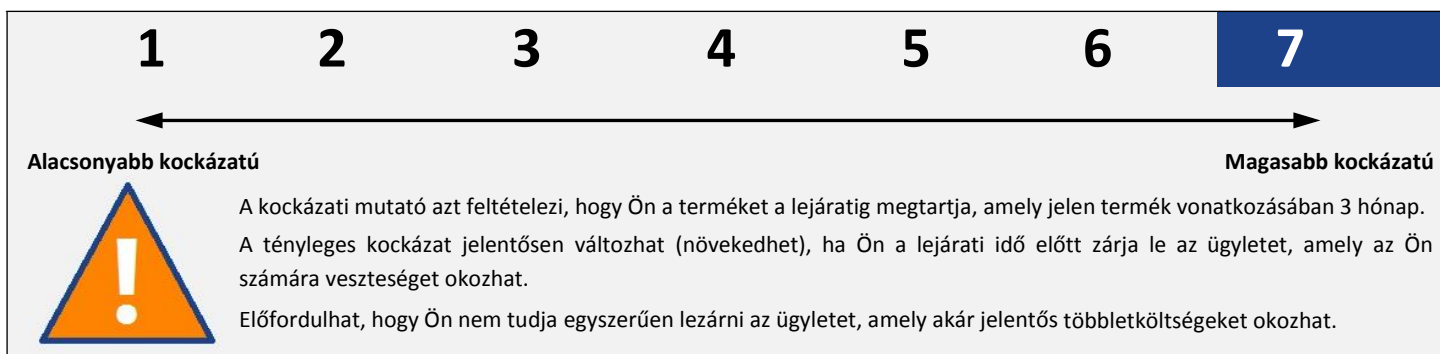 1 2 3 4 5 6 7
Alacsonyabb kockázatú Magasabb kockázatú
A kockázati mutató azt feltételezi, hogy Ön a terméket a lejáratig megtartja, amely jelen termék vonatkozásában 3 hónap.
A tényleges kockázat jelentősen változhat (növekedhet), ha Ön a lejárati idő előtt zárja le az ügyletet, amely az Ön
számára veszteséget okozhat.
Előfordulhat, hogy Ön nem tudja egyszerűen lezárni az ügyletet, amely akár jelentős többletköltségeket okozhat.